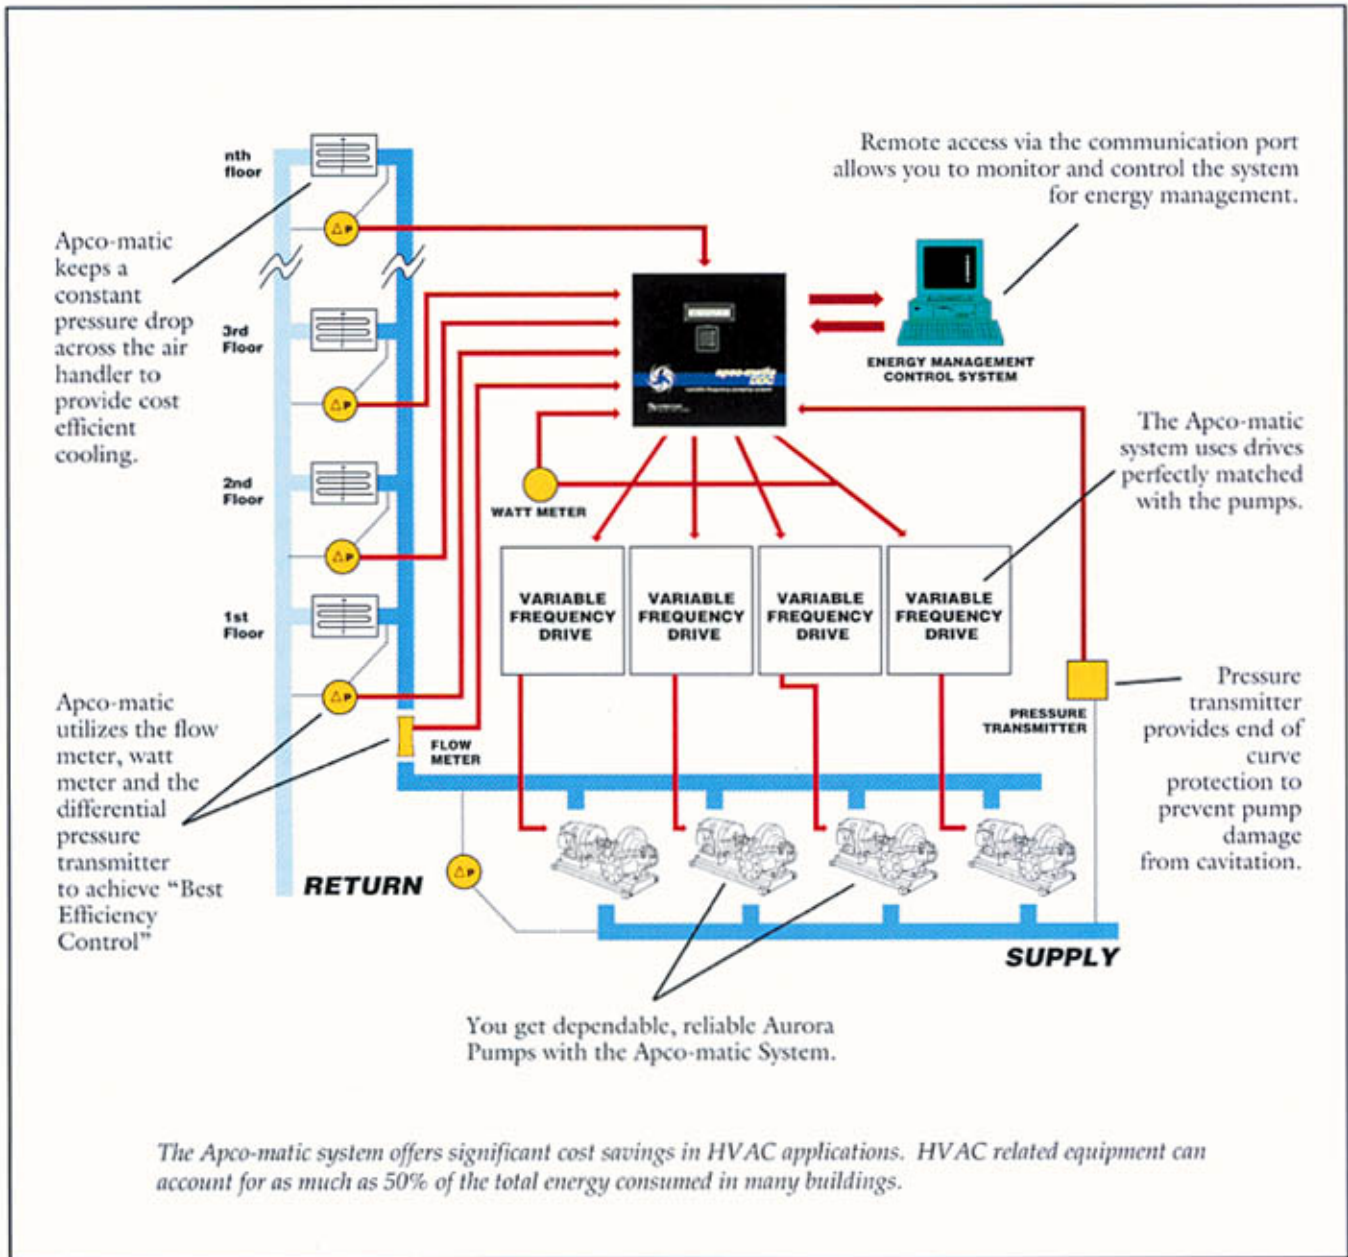 Remote access via the communication port
allows you to monitor and control the system
for energy management.
nth
floor
ΔP
Apco-matic
keeps a
constant
pressure drop
across the air
handler to
provide cost
efficient
cooling.
3rd
Floor
ΔP
ENERGY MANAGEMENT
CONTROL SYSTEM
apco-matic
The Apco-matic
system uses drives
perfectly matched
with the pumps.
2nd
Floor
WATT METER
ΔP
VARIABLE
FREQUENCY
DRIVE
VARIABLE
FREQUENCY
DRIVE
VARIABLE
FREQUENCY
DRIVE
VARIABLE
FREQUENCY
DRIVE
1st
Floor
ΔP
Apco-matic
utilizes the flow
meter, watt
meter and the
differential
pressure
transmitter
to achieve “Best
Efficiency
Control”
FLOW
METER
PRESSURE
TRANSMITTER
Pressure
transmitter
provides end of
curve
protection to
prevent pump
damage
from cavitation.
ΔP
RETURN
SUPPLY
You get dependable, reliable Aurora
Pumps with the Apco-matic System.
The Apco-matic system offers significant cost savings in HVAC applications. HVAC related equipment can
account for as much as 50% of the total energy consumed in many buildings.